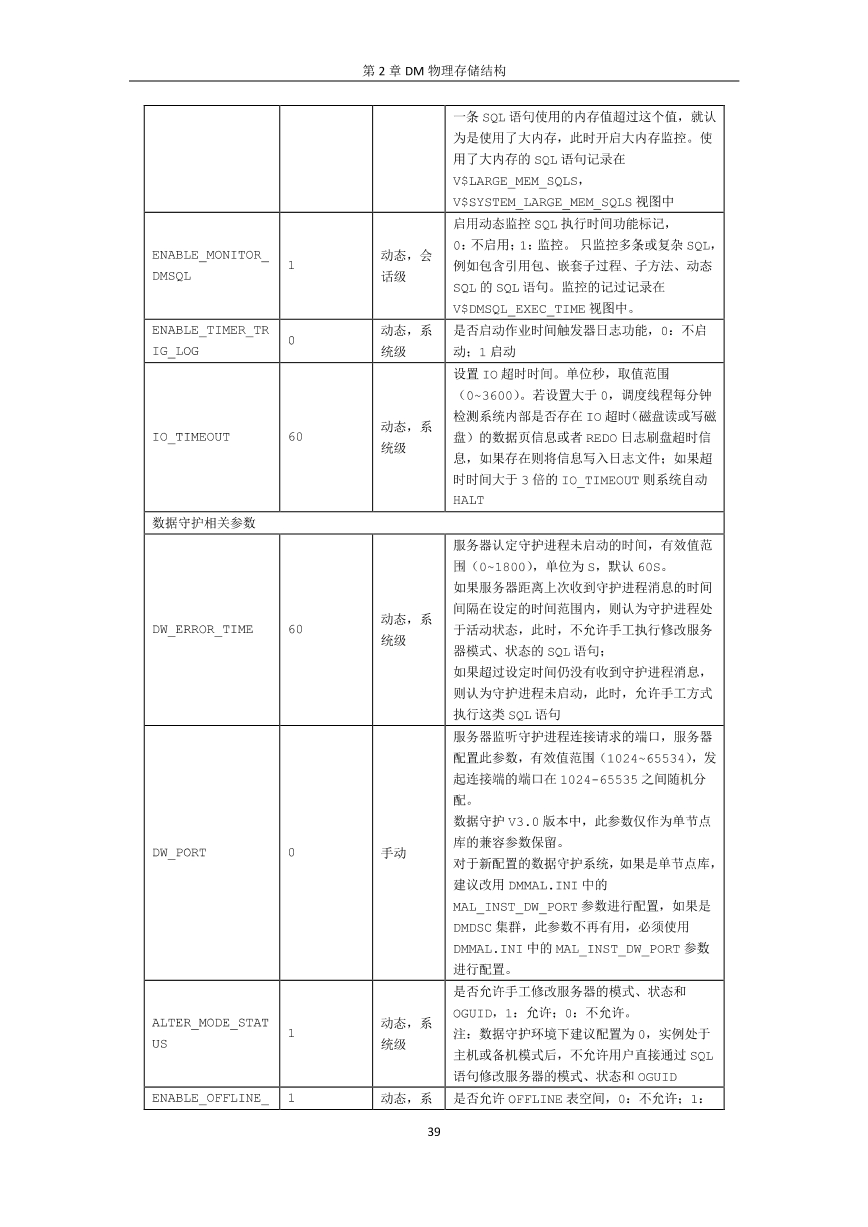 第 2 章 DM 物理存储结构
一条 SQL 语句使用的内存值超过这个值，就认
为是使用了大内存，此时开启大内存监控。使
用了大内存的 SQL 语句记录在
V$LARGE_MEM_SQLS，
V$SYSTEM_LARGE_MEM_SQLS 视图中
ENABLE_MONITOR_
DMSQL
1
动态，会
话级
启用动态监控 SQL 执行时间功能标记，
0：不启用；1：监控。 只监控多条或复杂 SQL，
例如包含引用包、嵌套子过程、子方法、动态
SQL 的 SQL 语句。监控的记过记录在
V$DMSQL_EXEC_TIME 视图中。
ENABLE_TIMER_TR
IG_LOG
0
动态，系
统级
是否启动作业时间触发器日志功能，0：不启
动；1 启动
IO_TIMEOUT
60
动态，系
统级
设置 IO 超时时间。单位秒，取值范围
（0~3600）。若设置大于 0，调度线程每分钟
检测系统内部是否存在 IO 超时（磁盘读或写磁
盘）的数据页信息或者 REDO 日志刷盘超时信
息，如果存在则将信息写入日志文件；如果超
时时间大于 3 倍的 IO_TIMEOUT 则系统自动
HALT
数据守护相关参数
DW_ERROR_TIME
60
动态，系
统级
服务器认定守护进程未启动的时间，有效值范
围（0~1800），单位为 S，默认 60S。
如果服务器距离上次收到守护进程消息的时间
间隔在设定的时间范围内，则认为守护进程处
于活动状态，此时，不允许手工执行修改服务
器模式、状态的 SQL 语句；
如果超过设定时间仍没有收到守护进程消息，
则认为守护进程未启动，此时，允许手工方式
执行这类 SQL 语句
DW_PORT
0
手动
服务器监听守护进程连接请求的端口，服务器
配置此参数，有效值范围（1024~65534），发
起连接端的端口在 1024-65535 之间随机分
配。
数据守护 V3.0 版本中，此参数仅作为单节点
库的兼容参数保留。
对于新配置的数据守护系统，如果是单节点库，
建议改用 DMMAL.INI 中的
MAL_INST_DW_PORT 参数进行配置，如果是
DMDSC 集群，此参数不再有用，必须使用
DMMAL.INI 中的 MAL_INST_DW_PORT 参数
进行配置。
ALTER_MODE_STAT
US
1
动态，系
统级
是否允许手工修改服务器的模式、状态和
OGUID，1：允许；0：不允许。
注：数据守护环境下建议配置为 0，实例处于
主机或备机模式后，不允许用户直接通过 SQL
语句修改服务器的模式、状态和 OGUID
ENABLE_OFFLINE_
1
动态，系
是否允许 OFFLINE 表空间，0：不允许；1：
39